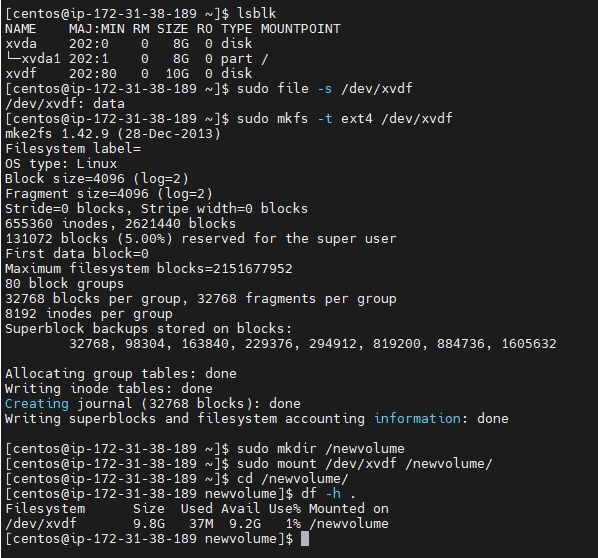 [centos@ip-172-31-38-189 ~]$ lsblk
NAME    MAJ:MIN RM SIZE RO TYPE MOUNTPOINT
xvda    202:0    0   8G  0 disk
└─xvda1 202:1    0   8G  0 part /
xvdf    202:80   0  10G  0 disk
[centos@ip-172-31-38-189 ~]$ sudo file -s /dev/xvdf
/dev/xvdf: data
[centos@ip-172-31-38-189 ~]$ sudo mkfs -t ext4 /dev/xvdf
mke2fs 1.42.9 (28-Dec-2013)
Filesystem label=
OS type: Linux
Block size=4096 (log=2)
Fragment size=4096 (log=2)
Stride=0 blocks, Stripe width=0 blocks
655360 inodes, 2621440 blocks
131072 blocks (5.00%) reserved for the super user
First data block=0
Maximum filesystem blocks=2151677952
80 block groups
32768 blocks per group, 32768 fragments per group
8192 inodes per group
Superblock backups stored on blocks:
        32768, 98304, 163840, 229376, 294912, 819200, 884736, 1605632
Allocating group tables: done
Writing inode tables: done
Creating journal (32768 blocks): done
Writing superblocks and filesystem accounting information: done
[centos@ip-172-31-38-189 ~]$ sudo mkdir /newvolume
[centos@ip-172-31-38-189 ~]$ sudo mount /dev/xvdf /newvolume/
[centos@ip-172-31-38-189 ~]$ cd /newvolume/
[centos@ip-172-31-38-189 newvolume]$ df -h .
Filesystem      Size  Used Avail Use% Mounted on
/dev/xvdf       9.8G   37M  9.2G   1% /newvolume
[centos@ip-172-31-38-189 newvolume]$